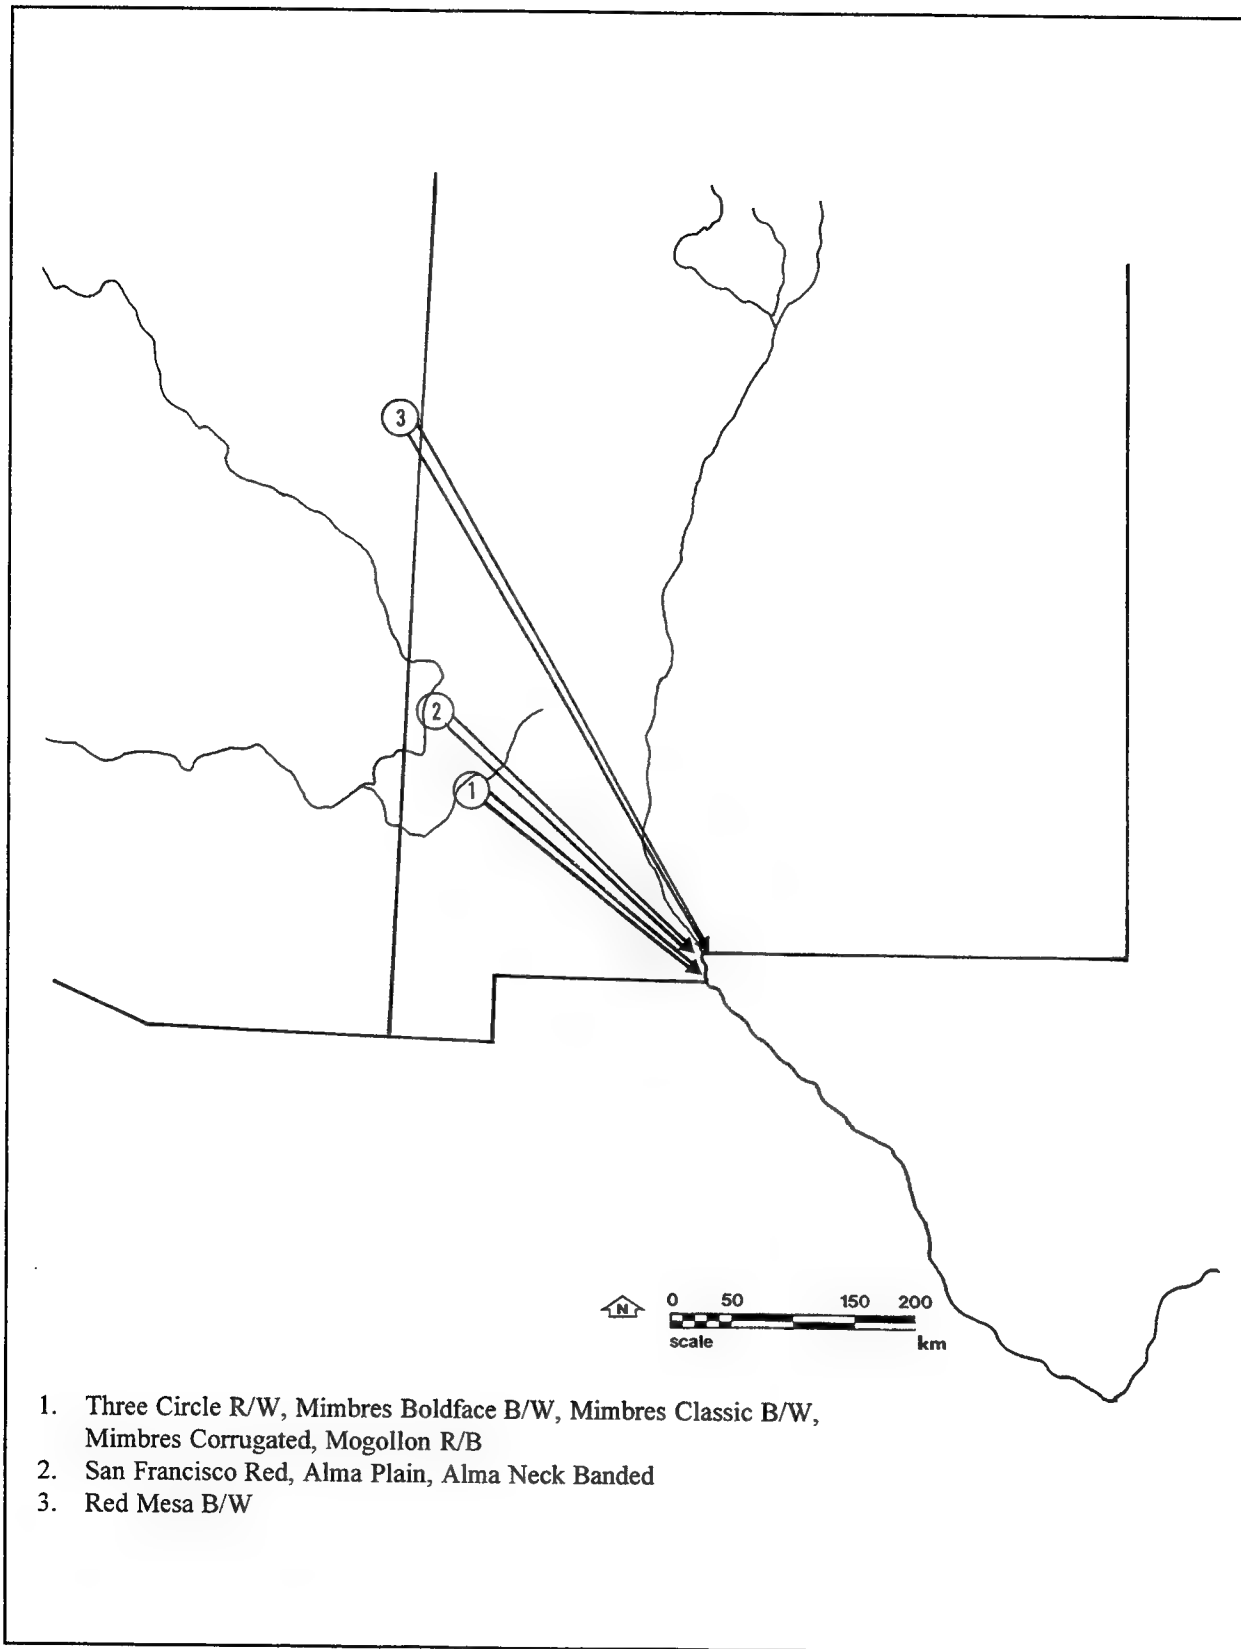 3
2
1
N
0 50 150 200
scale km
1. Three Circle R/W, Mimbres Boldface B/W, Mimbres Classic B/W,
Mimbres Corrugated, Mogollon R/B
2. San Francisco Red, Alma Plain, Alma Neck Banded
3. Red Mesa B/W